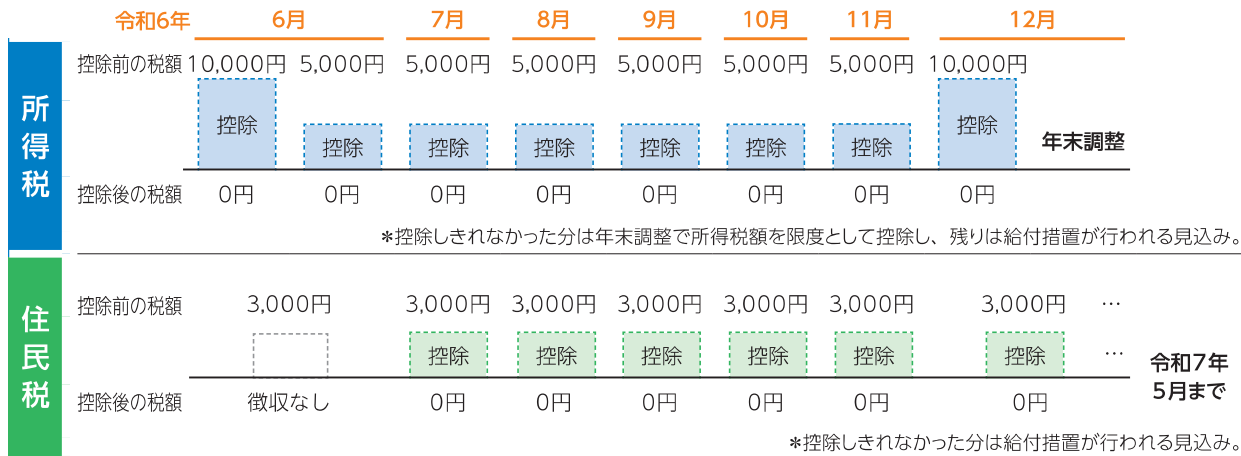 令和6年 6月 7月 8月 9月 10月 11月 12月
所得税
控除前の税額 10,000円 5,000円 5,000円 5,000円 5,000円 5,000円 5,000円 10,000円
控除 控除 控除 控除 控除 控除 控除 控除
年末調整
控除後の税額 0円 0円 0円 0円 0円 0円 0円 0円
*控除しきれなかった分は年末調整で所得税額を限度として控除し、残りは給付措置が行われる見込み。
住民税
控除前の税額 3,000円 3,000円 3,000円 3,000円 3,000円 3,000円 3,000円 …
控除 控除 控除 控除 控除 控除 …
令和7年
5月まで
控除後の税額 徴収なし 0円 0円 0円 0円 0円 0円
*控除しきれなかった分は給付措置が行われる見込み。